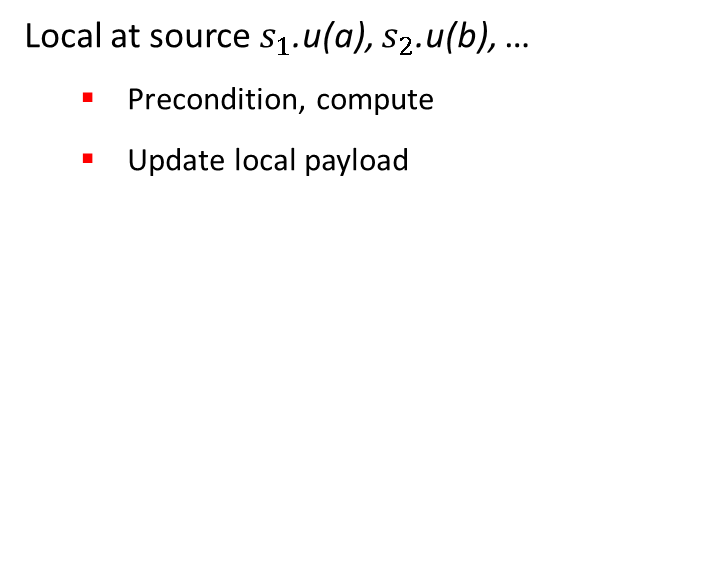 Local at source s₁.u(a), s₂.u(b), …
▪ Precondition, compute
▪ Update local payload